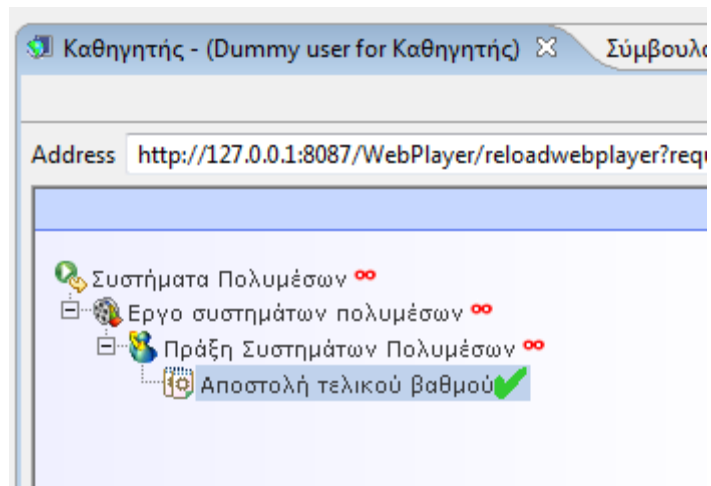 Καθηγητής - (Dummy user for Καθηγητής) Σύμβουλο
Address http://127.0.0.1:8087/WebPlayer/reloadwebplayer?requ
Συστήματα Πολυμέσων
Εργο συστημάτων πολυμέσων
Πράξη Συστημάτων Πολυμέσων
Αποστολή τελικού βαθμού